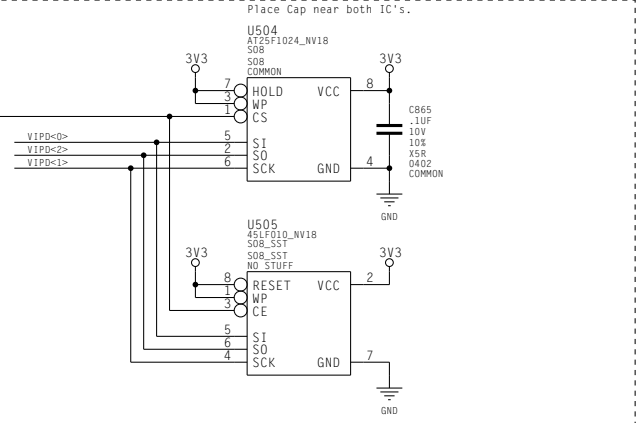 Place Cap near both IC's.
U504
AT25F1024_NV18
SO8
SO8
COMMON
3V3
3V3
7 HOLD VCC 8
3 WP
1 CS
C865
.1UF
10V
10%
X5R
0402
COMMON
VIPD<0> 5 SI
VIPD<2> 2 SO
VIPD<1> 6 SCK GND 4
GND
U505
45LF010_NV18
SO8_SST
SO8_SST
NO STUFF
3V3
3V3
8 RESET VCC 2
1 WP
3 CE
5 SI
6 SO
4 SCK GND 7
GND